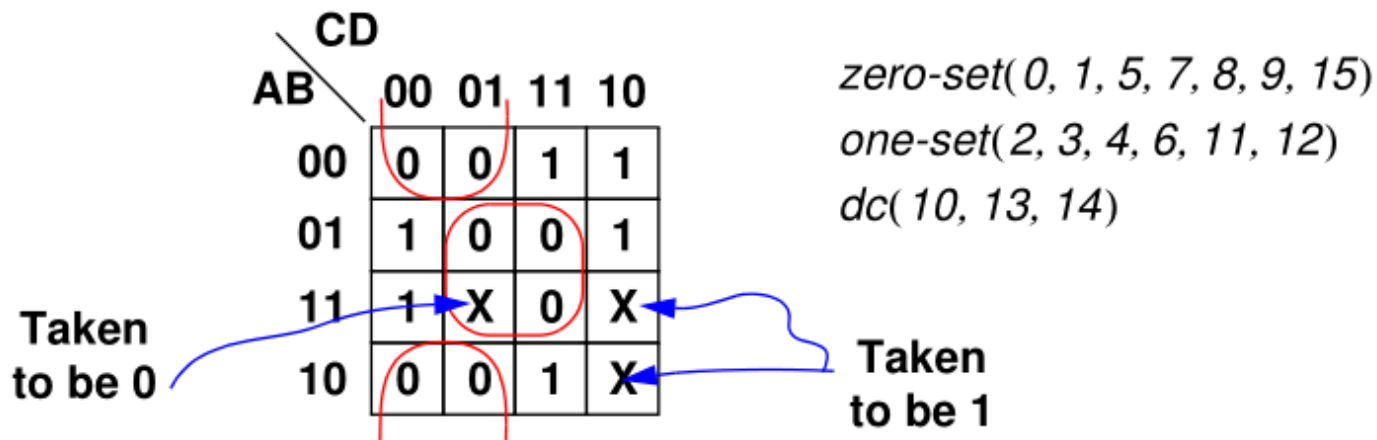 CD
AB 00 01 11 10
00 0 0 1 1
01 1 0 0 1
11 1 X 0 X
10 0 0 1 X
Taken
to be 0
Taken
to be 1
zero-set( 0, 1, 5, 7, 8, 9, 15)
one-set( 2, 3, 4, 6, 11, 12)
dc( 10, 13, 14)